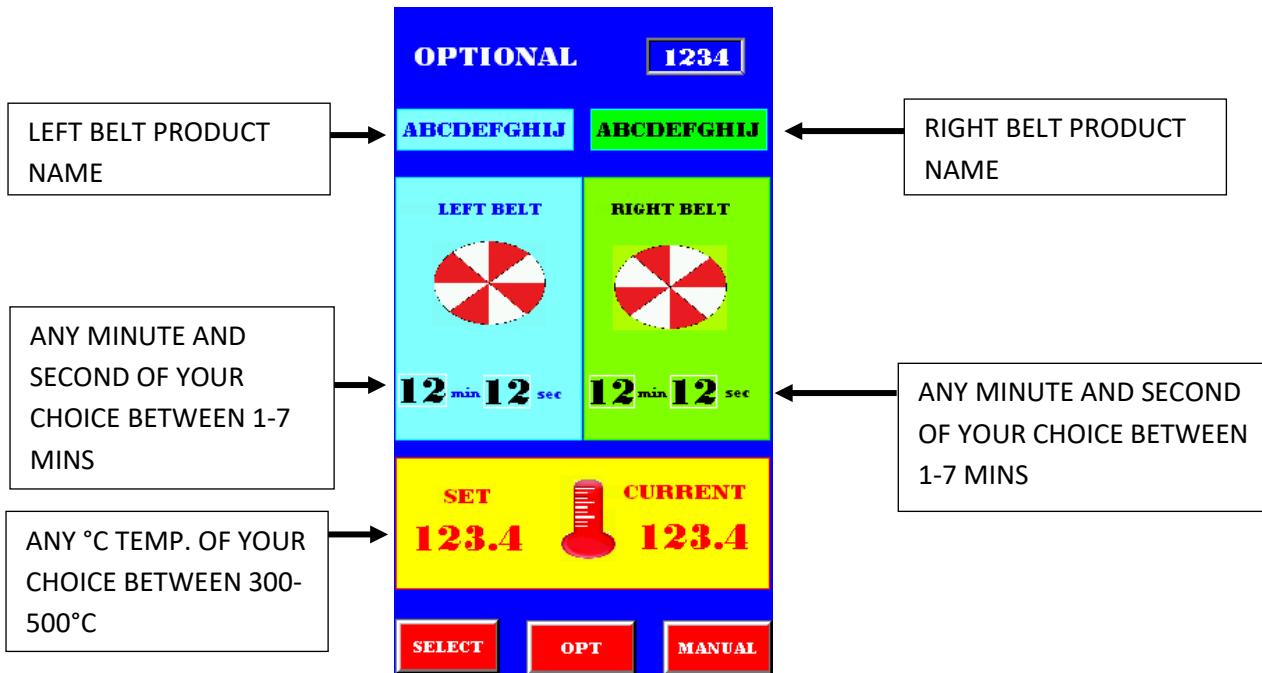 OPTIONAL 1234
LEFT BELT PRODUCT
NAME
ABCDEFGHIJ ABCDEFGHIJ
RIGHT BELT PRODUCT
NAME
LEFT BELT RIGHT BELT
ANY MINUTE AND
SECOND OF YOUR
CHOICE BETWEEN 1-7
MINS
12 min 12 sec 12 min 12 sec
ANY MINUTE AND SECOND
OF YOUR CHOICE BETWEEN
1-7 MINS
ANY °C TEMP. OF YOUR
CHOICE BETWEEN 300-
500°C
SET CURRENT
123.4 123.4
SELECT OPT MANUAL